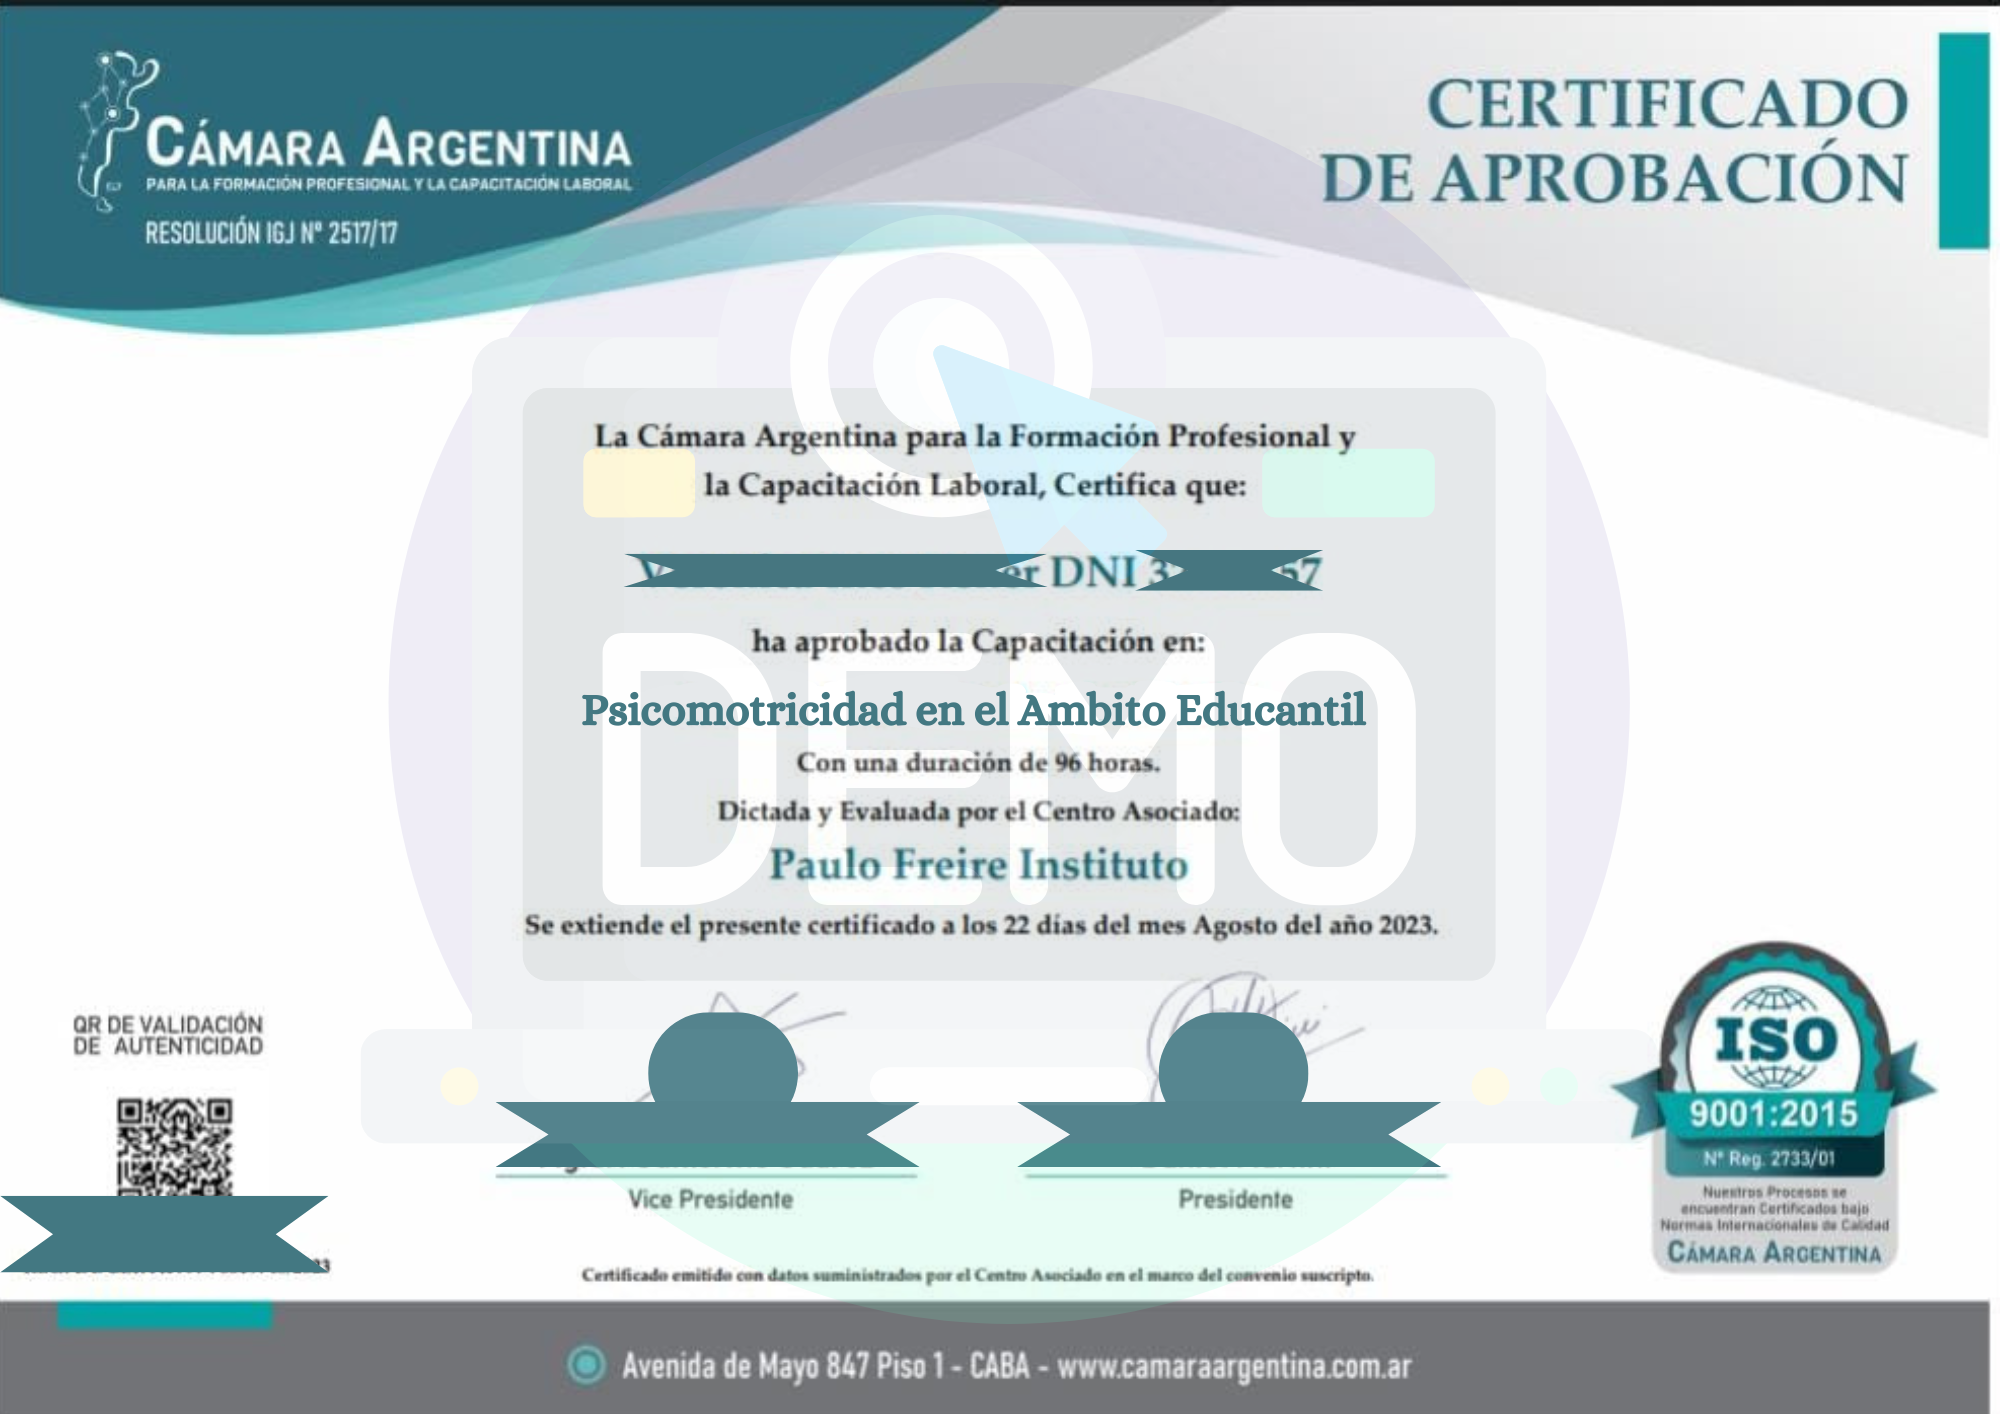 CÁMARA ARGENTINA
PARA LA FORMACIÓN PROFESIONAL Y LA CAPACITACIÓN LABORAL
RESOLUCIÓN IGJ Nº 2517/17
CERTIFICADO
DE APROBACIÓN
La Cámara Argentina para la Formación Profesional y
la Capacitación Laboral, Certifica que:
DNI
ha aprobado la Capacitación en:
Psicomotricidad en el Ambito Educantil
Con una duración de 96 horas.
Dictada y Evaluada por el Centro Asociado:
Paulo Freire Instituto
Se extiende el presente certificado a los 22 días del mes Agosto del año 2023.
DEMO
QR DE VALIDACIÓN
DE AUTENTICIDAD
Vice Presidente
Presidente
ISO
9001:2015
Nº Reg. 2733/01
Nuestros Procesos se
encuentran Certificados bajo
Normas Internacionales de Calidad
CÁMARA ARGENTINA
Certificado emitido con datos suministrados por el Centro Asociado en el marco del convenio suscripto.
Avenida de Mayo 847 Piso 1 - CABA - www.camaraargentina.com.ar